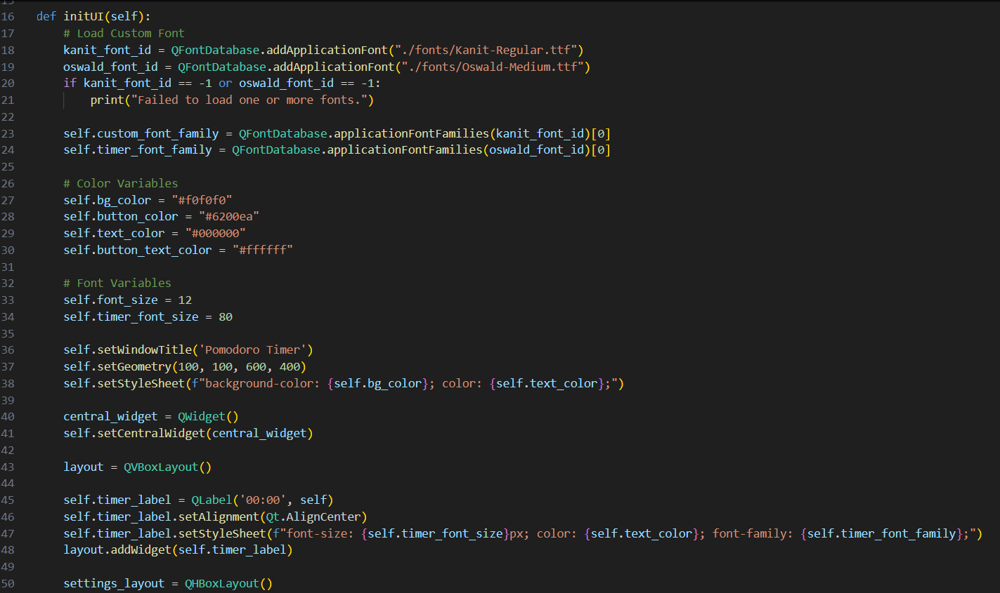 15
16 def initUI(self):
17 # Load Custom Font
18 kanit_font_id = QFontDatabase.addApplicationFont("./fonts/Kanit-Regular.ttf")
19 oswald_font_id = QFontDatabase.addApplicationFont("./fonts/Oswald-Medium.ttf")
20 if kanit_font_id == -1 or oswald_font_id == -1:
21 print("Failed to load one or more fonts.")
22
23 self.custom_font_family = QFontDatabase.applicationFontFamilies(kanit_font_id)[0]
24 self.timer_font_family = QFontDatabase.applicationFontFamilies(oswald_font_id)[0]
25
26 # Color Variables
27 self.bg_color = "#f0f0f0"
28 self.button_color = "#6200ea"
29 self.text_color = "#000000"
30 self.button_text_color = "#ffffff"
31
32 # Font Variables
33 self.font_size = 12
34 self.timer_font_size = 80
35
36 self.setWindowTitle('Pomodoro Timer')
37 self.setGeometry(100, 100, 600, 400)
38 self.setStyleSheet(f"background-color: {self.bg_color}; color: {self.text_color};")
39
40 central_widget = QWidget()
41 self.setCentralWidget(central_widget)
42
43 layout = QVBoxLayout()
44
45 self.timer_label = QLabel('00:00', self)
46 self.timer_label.setAlignment(Qt.AlignCenter)
47 self.timer_label.setStyleSheet(f"font-size: {self.timer_font_size}px; color: {self.text_color}; font-family: {self.timer_font_family};")
48 layout.addWidget(self.timer_label)
49
50 settings_layout = QHBoxLayout()